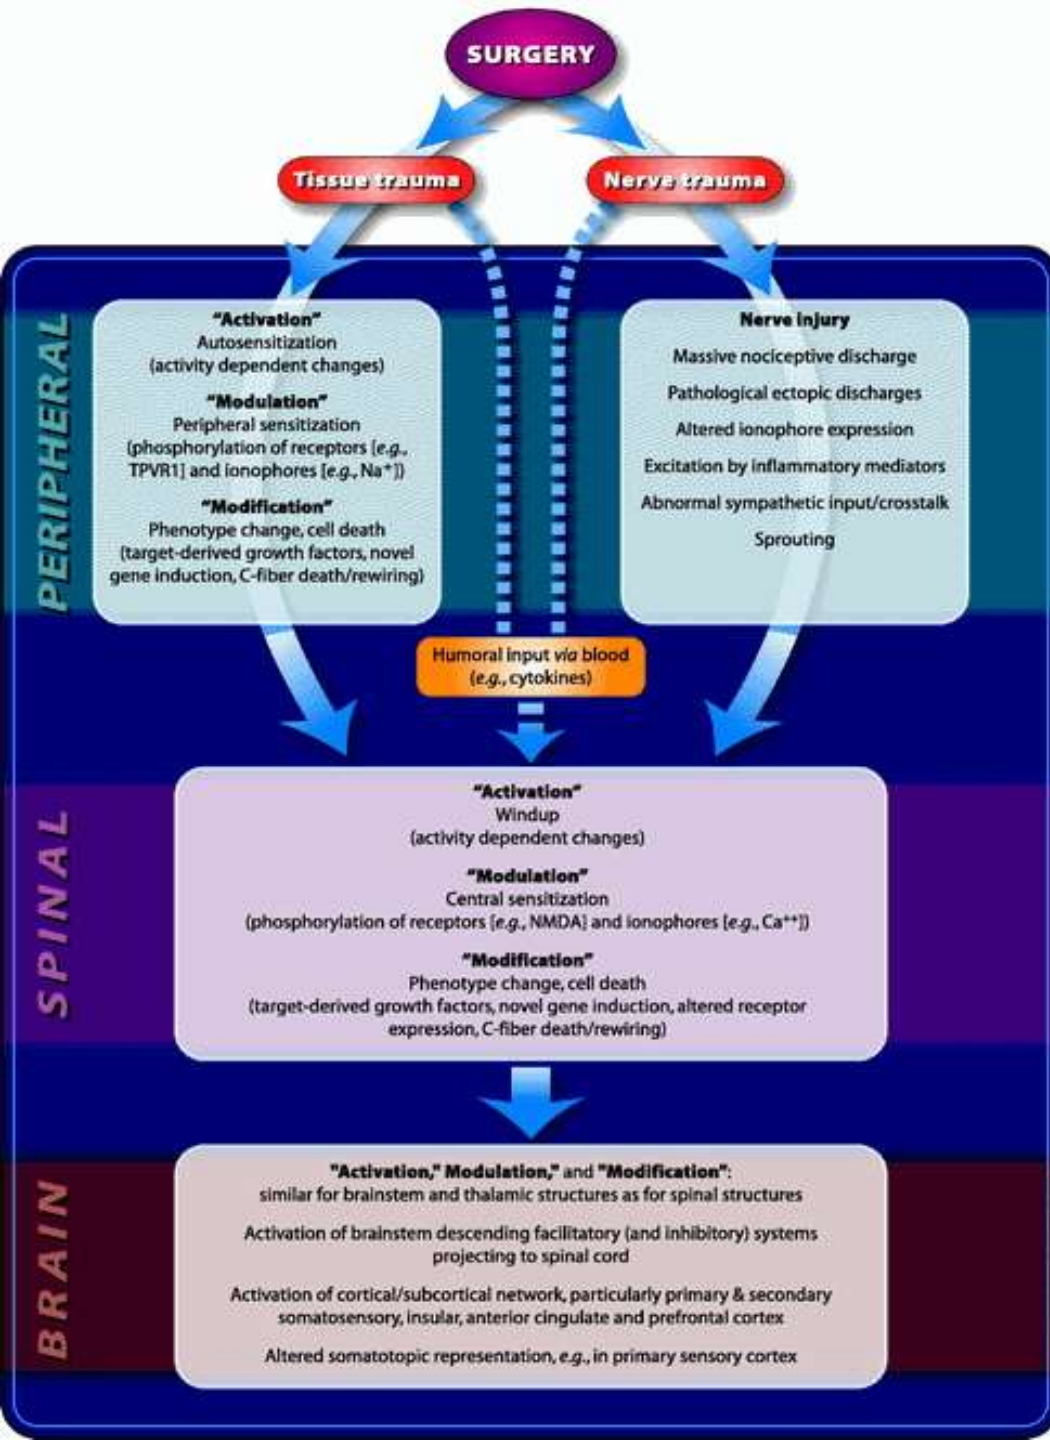 SURGERY
Tissue trauma
Nerve trauma
PERIPHERAL
"Activation"
Autosensitization
(activity dependent changes)
"Modulation"
Peripheral sensitization
(phosphorylation of receptors [e.g.,
TPVR1] and ionophores [e.g., Na+])
"Modification"
Phenotype change, cell death
(target-derived growth factors, novel
gene induction, C-fiber death/rewiring)
Nerve injury
Massive nociceptive discharge
Pathological ectopic discharges
Altered ionophore expression
Excitation by inflammatory mediators
Abnormal sympathetic input/crosstalk
Sprouting
Humoral input via blood
(e.g., cytokines)
SPINAL
"Activation"
Windup
(activity dependent changes)
"Modulation"
Central sensitization
(phosphorylation of receptors [e.g., NMDA] and ionophores [e.g., Ca++])
"Modification"
Phenotype change, cell death
(target-derived growth factors, novel gene induction, altered receptor
expression, C-fiber death/rewiring)
BRAIN
"Activation," Modulation," and "Modification":
similar for brainstem and thalamic structures as for spinal structures
Activation of brainstem descending facilitatory (and inhibitory) systems
projecting to spinal cord
Activation of cortical/subcortical network, particularly primary & secondary
somatosensory, insular, anterior cingulate and prefrontal cortex
Altered somatotopic representation, e.g., in primary sensory cortex